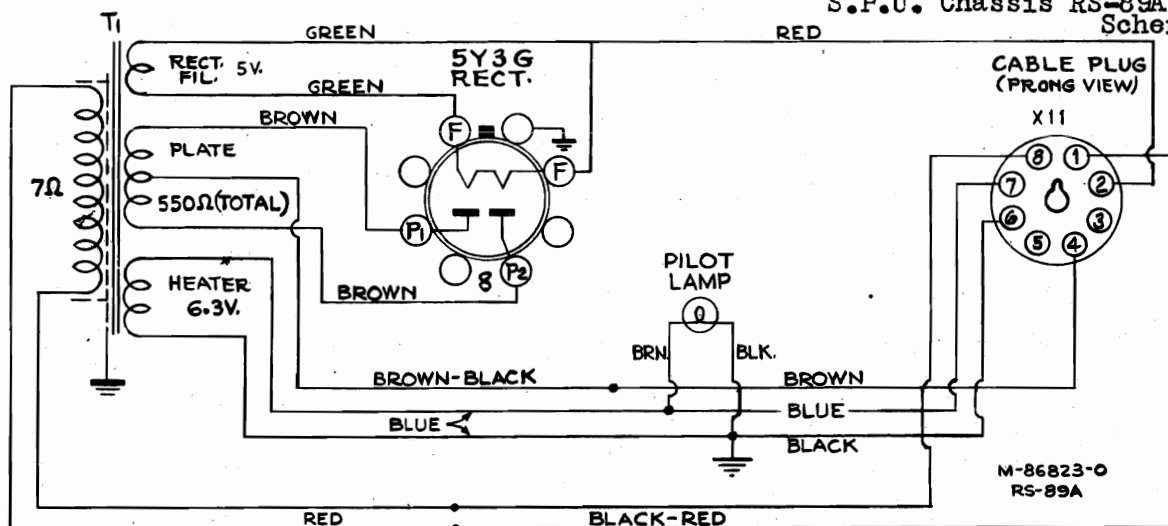 S.P.U. Chassis RS-89A
T1
GREEN
RED
RECT. FIL. 5V.
5Y3G
RECT.
CABLE PLUG
(PRONG VIEW)
X11
GREEN
BROWN
F
F
PLATE
7Ω
550Ω (TOTAL)
P1
P2
8
8
1
7
2
6
3
5
4
HEATER
6.3V.
BROWN
PILOT
LAMP
BRN.
BLK.
BROWN-BLACK
BROWN
BLUE
BLUE
BLACK
M-86823-0
RS-89A
RED
BLACK-RED